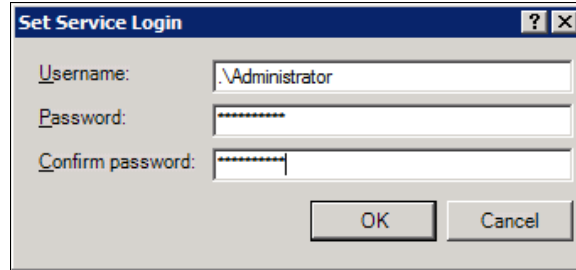 Set Service Login
Username: .\Administrator
Password: **********
Confirm password: **********
OK Cancel